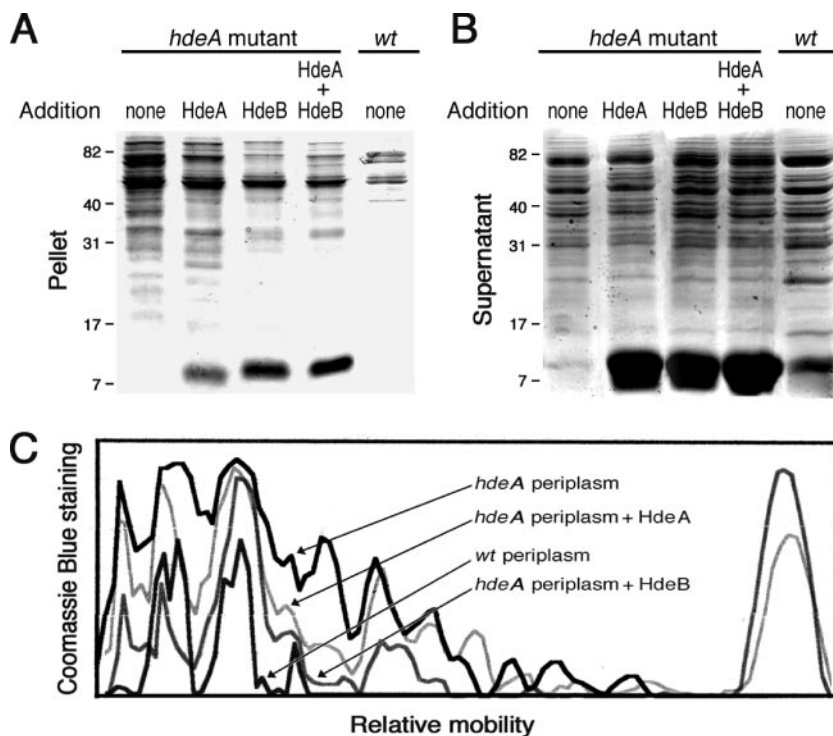 A
hdeA mutant wt
HdeA
+
Addition none HdeA HdeB HdeB none
82
40
31
17
7
Pellet
B
hdeA mutant wt
HdeA
+
Addition none HdeA HdeB HdeB none
82
40
31
17
7
Supernatant
C
hdeA periplasm
hdeA periplasm + HdeA
wt periplasm
hdeA periplasm + HdeB
Coomassie Blue staining
Relative mobility